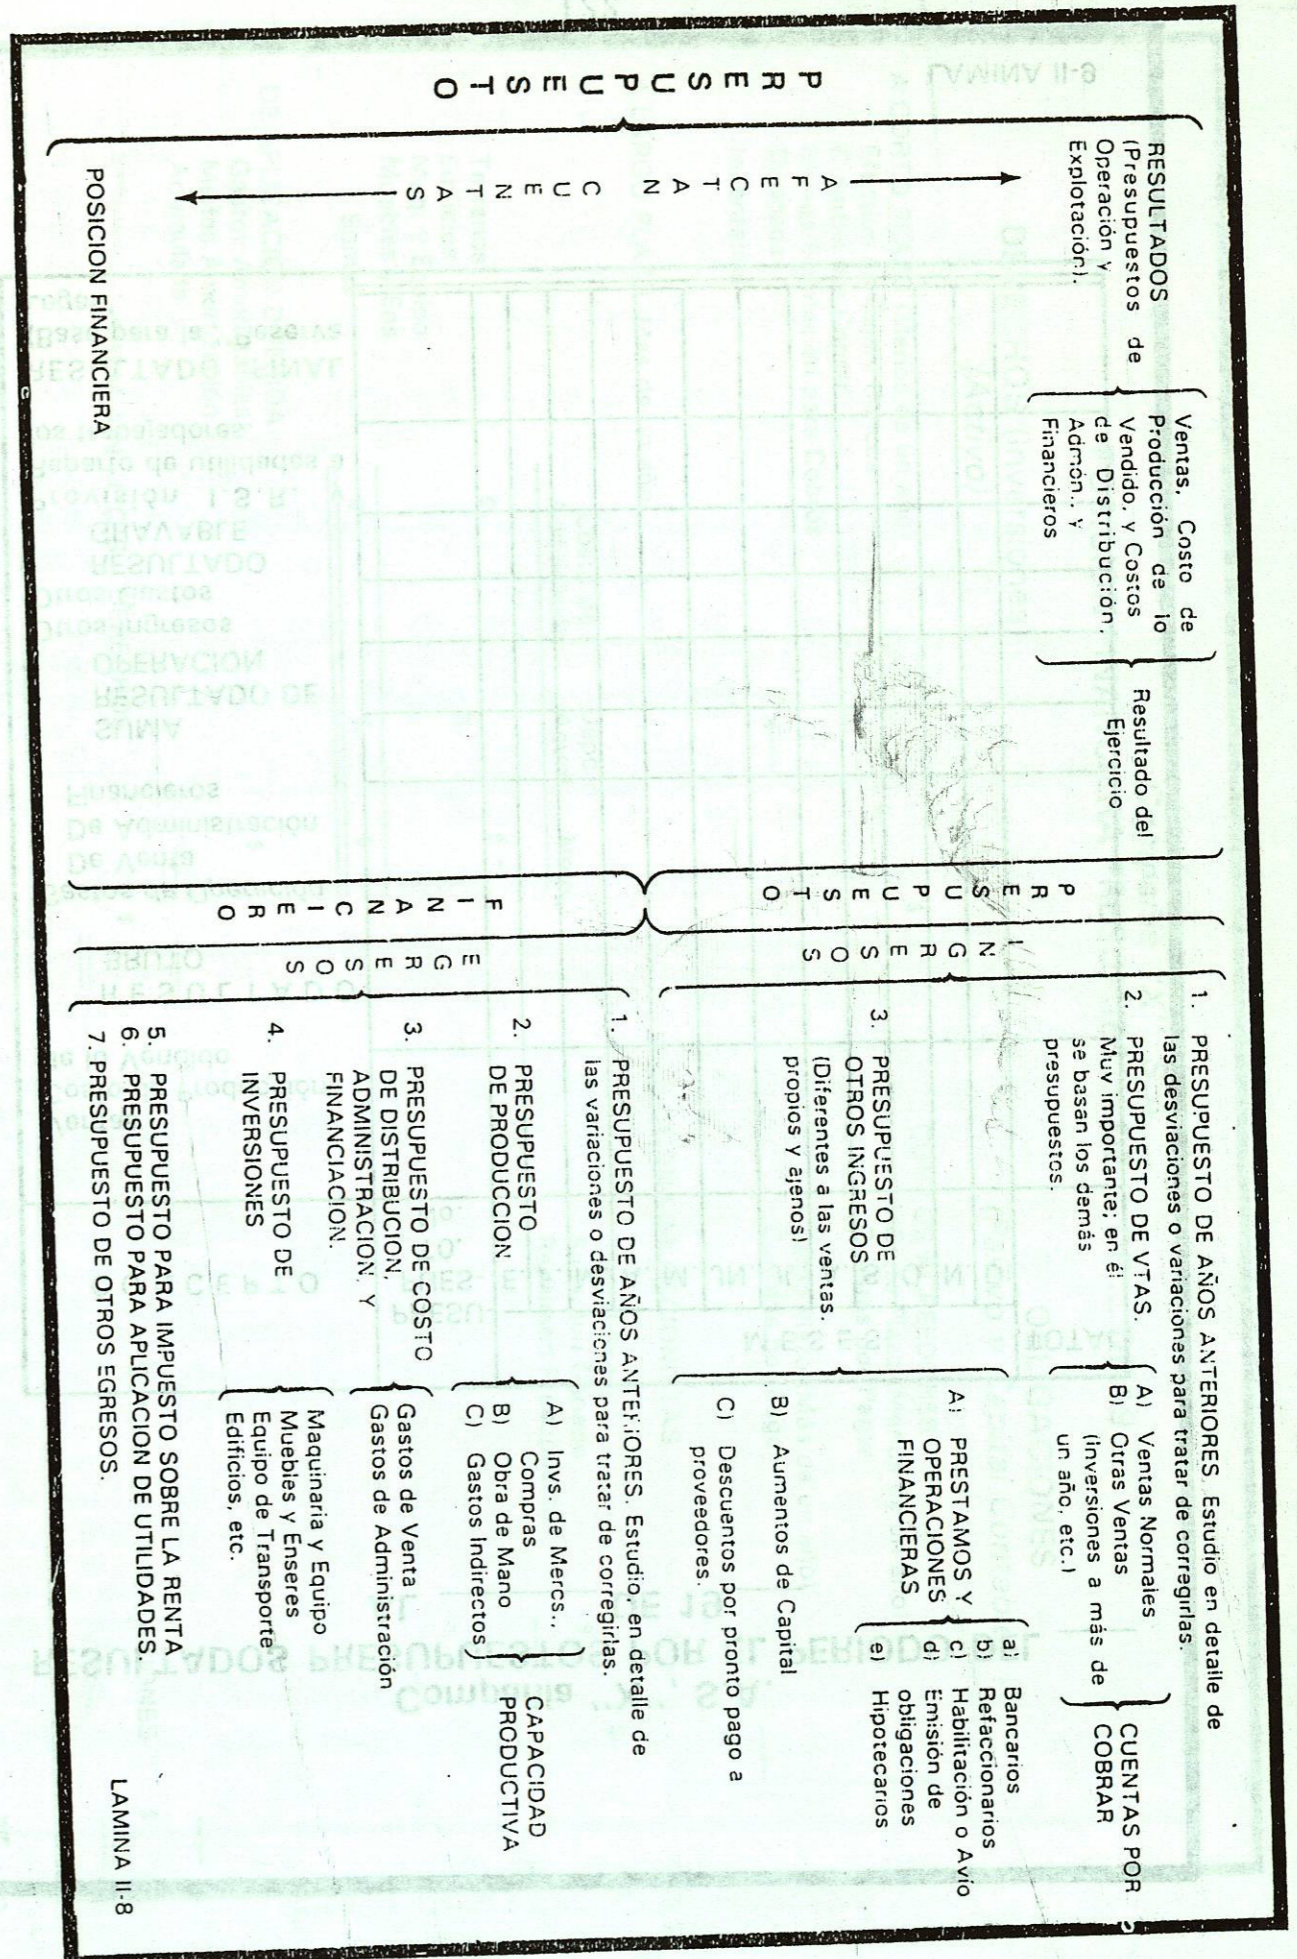 PRESUPUESTO
RESULTADOS
(Presupuestos de
Operación y
Explotación).
AFECTAN CUENTAS
POSICION FINANCIERA
Ventas, Costo de
Producción de lo
Vendido, y Costos
de Distribución,
Admón., y
Financieros
Resultado del
Ejercicio
PRESUPUESTO
FINANCIERO
INGRESOS
1. PRESUPUESTO DE AÑOS ANTERIORES. Estudio en detalle de
las desviaciones o variaciones para tratar de corregirlas.
2. PRESUPUESTO DE VTAS.
Muy importante; en él
se basan los demás
presupuestos.
A) Ventas Normales
B) Otras Ventas
(Inversiones a más de
un año, etc.)
CUENTAS POR
COBRAR
3. PRESUPUESTO DE
OTROS INGRESOS
(Diferentes a las ventas.
propios y ajenos)
A) PRESTAMOS Y
OPERACIONES
FINANCIERAS
a) Bancarios
b) Refaccionarios
c) Habilitación o Avío
d) Emisión de
obligaciones
e) Hipotecarios
B) Aumentos de Capital
C) Descuentos por pronto pago a
proveedores.
EGRESOS
1. PRESUPUESTO DE AÑOS ANTERIORES. Estudio, en detalle de
las variaciones o desviaciones para tratar de corregirlas.
2. PRESUPUESTO
DE PRODUCCION
A) Invs. de Mercs.,
Compras
B) Obra de Mano
C) Gastos Indirectos
CAPACIDAD
PRODUCTIVA
3. PRESUPUESTO DE COSTO
DE DISTRIBUCION,
ADMINISTRACION, Y
FINANCIACION.
Gastos de Venta
Gastos de Administración
4. PRESUPUESTO DE
INVERSIONES
Maquinaria y Equipo
Muebles y Enseres
Equipo de Transporte
Edificios, etc.
5. PRESUPUESTO PARA IMPUESTO SOBRE LA RENTA
6. PRESUPUESTO PARA APLICACION DE UTILIDADES.
7. PRESUPUESTO DE OTROS EGRESOS.
LAMINA II-8